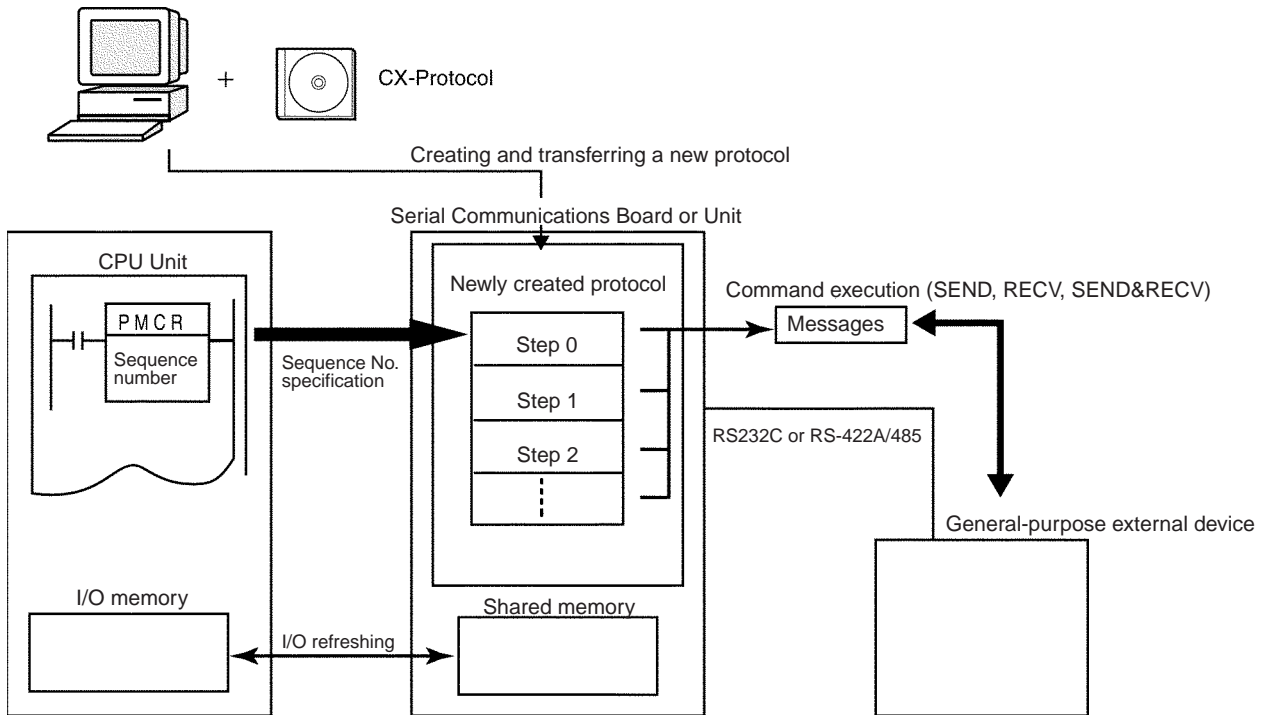 +
CX-Protocol
Creating and transferring a new protocol
Serial Communications Board or Unit
CPU Unit
PMCR
Sequence
number
Sequence No.
specification
Newly created protocol
Step 0
Step 1
Step 2
Command execution (SEND, RECV, SEND&RECV)
Messages
RS232C or RS-422A/485
General-purpose external device
I/O memory
I/O refreshing
Shared memory